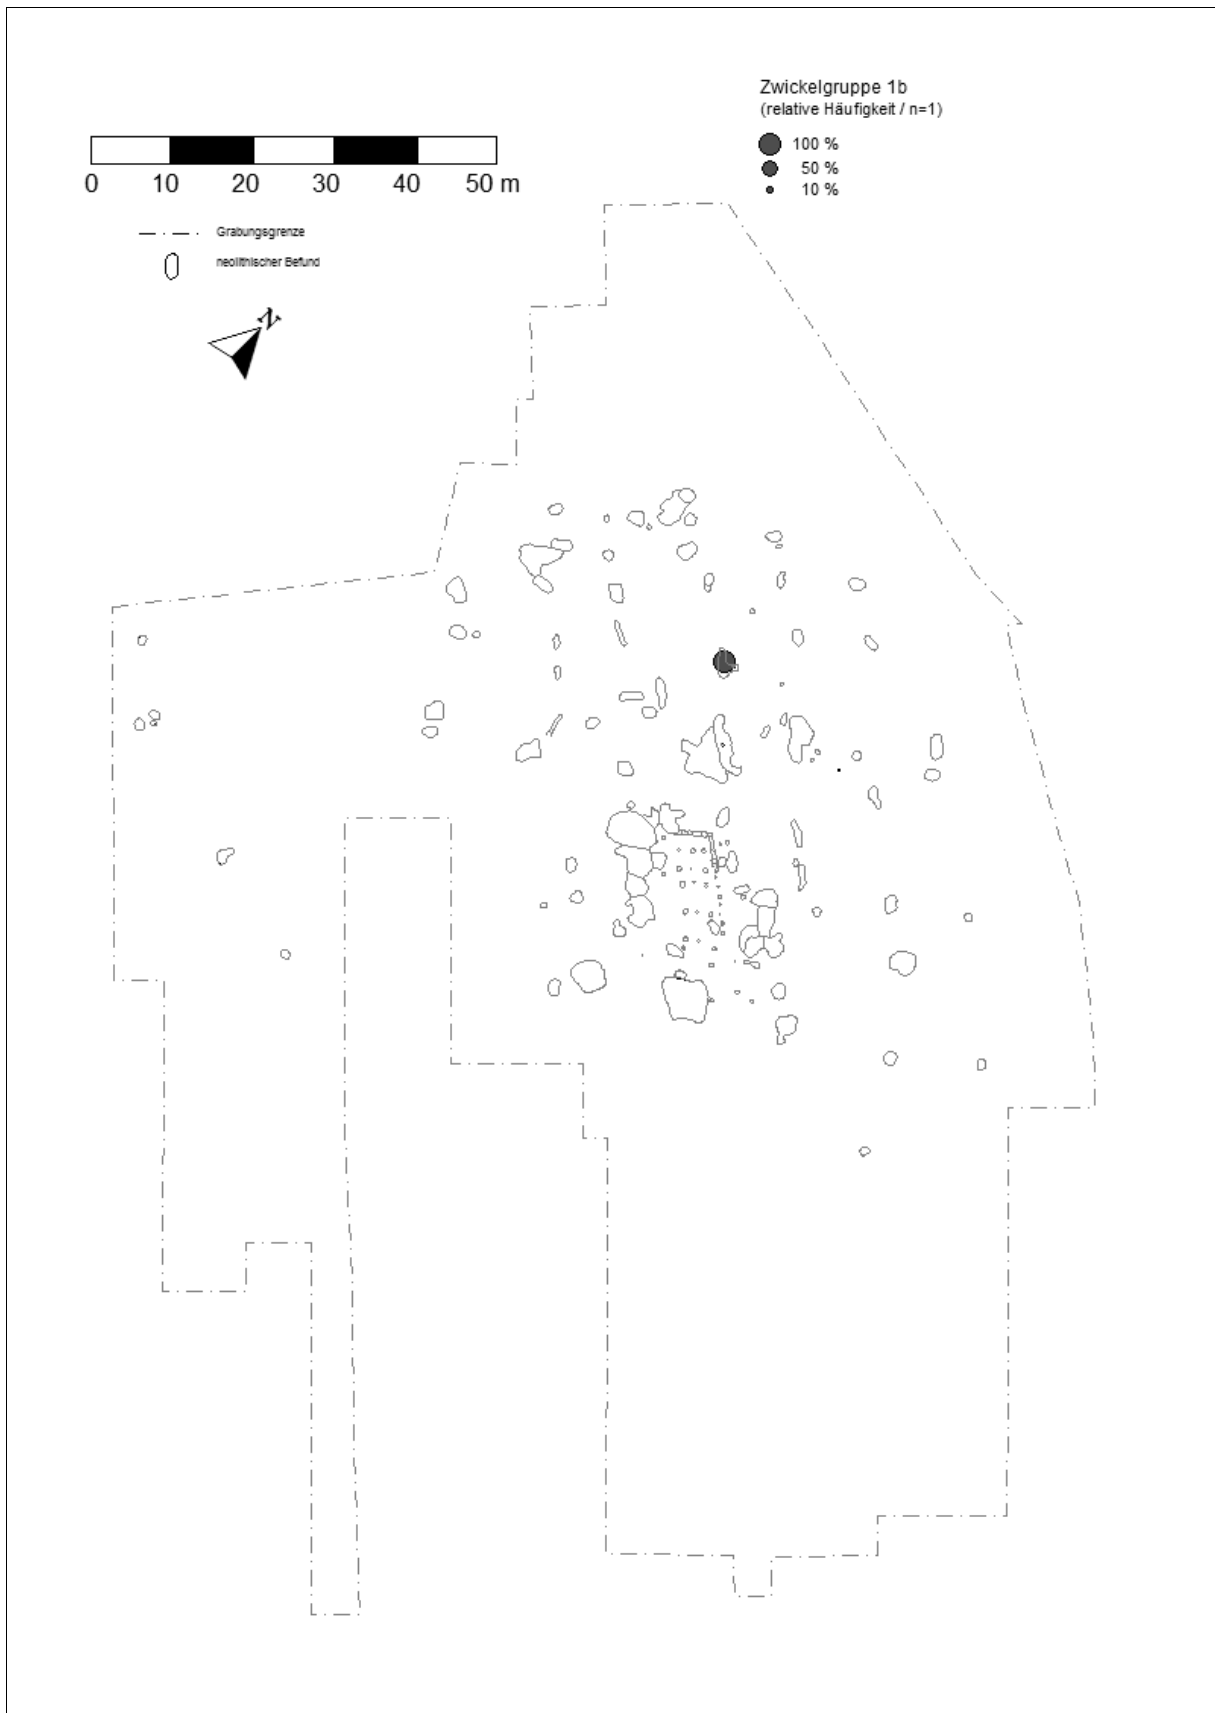 Zwickelgruppe 1b
(relative Häufigkeit / n=1)
100 %
50 %
10 %
0 10 20 30 40 50 m
Grabungsgrenze
neolithischer Befund
N